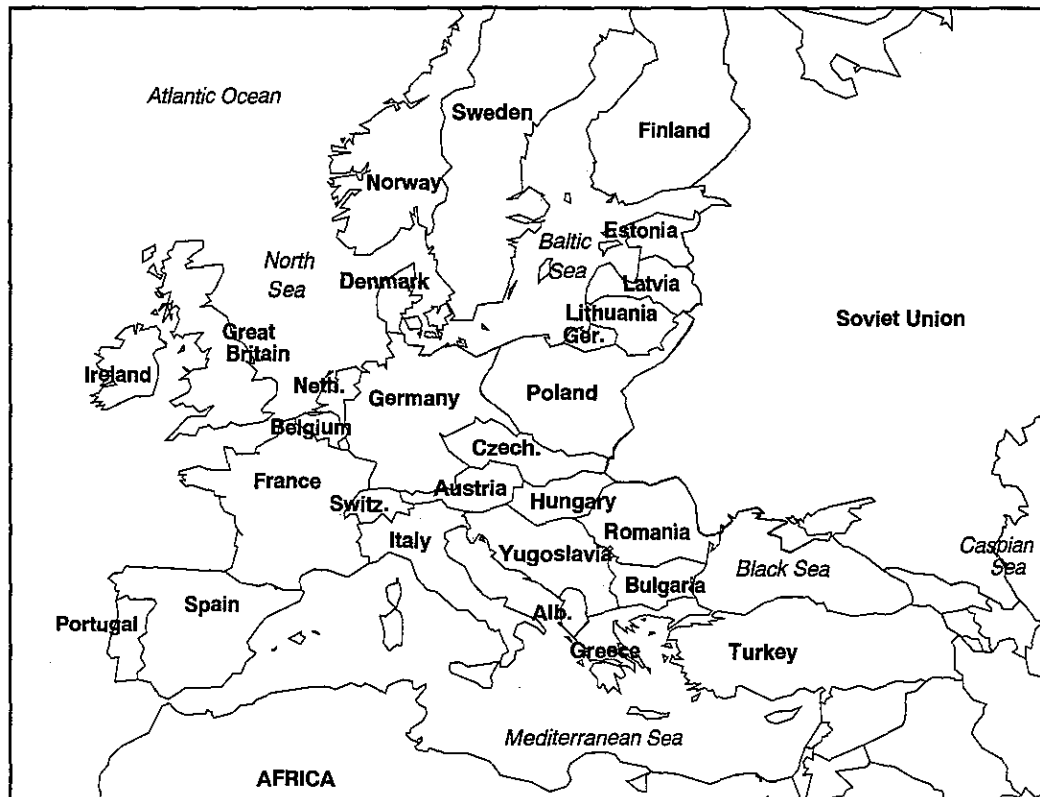 Atlantic Ocean
Sweden
Finland
Norway
Estonia
North
Sea
Baltic
Sea
Denmark
Latvia
Lithuania
Ger.
Soviet Union
Great
Britain
Ireland
Neth.
Germany
Poland
Belgium
Czech.
France
Austria
Switz.
Hungary
Italy
Romania
Yugoslavia
Caspian
Sea
Black Sea
Bulgaria
Spain
Portugal
Alb.
Greece
Turkey
Mediterranean Sea
AFRICA